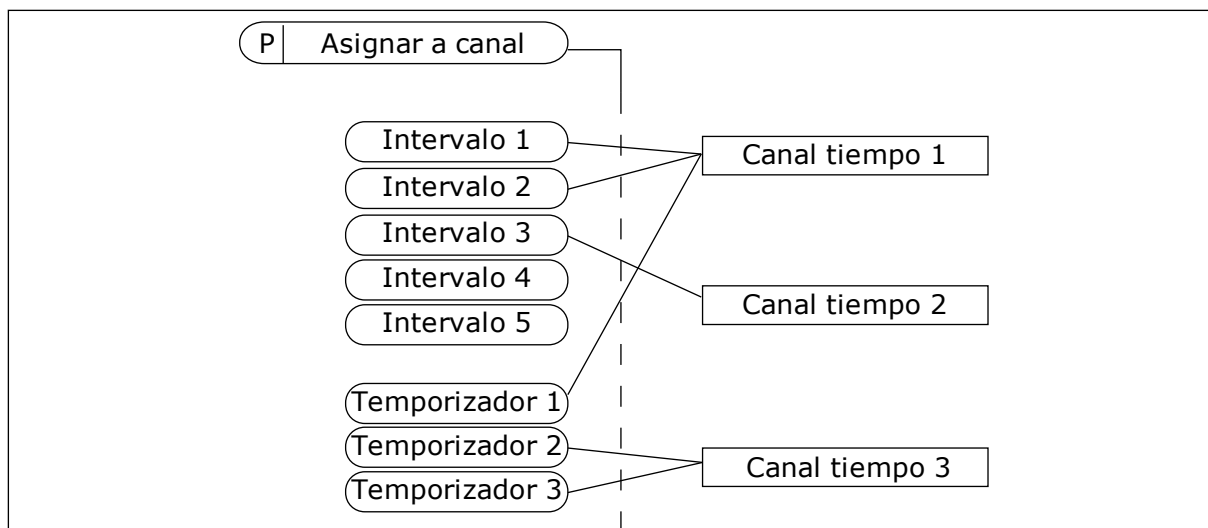 P Asignar a canal
Intervalo 1
Intervalo 2
Intervalo 3
Intervalo 4
Intervalo 5
Temporizador 1
Temporizador 2
Temporizador 3
Canal tiempo 1
Canal tiempo 2
Canal tiempo 3